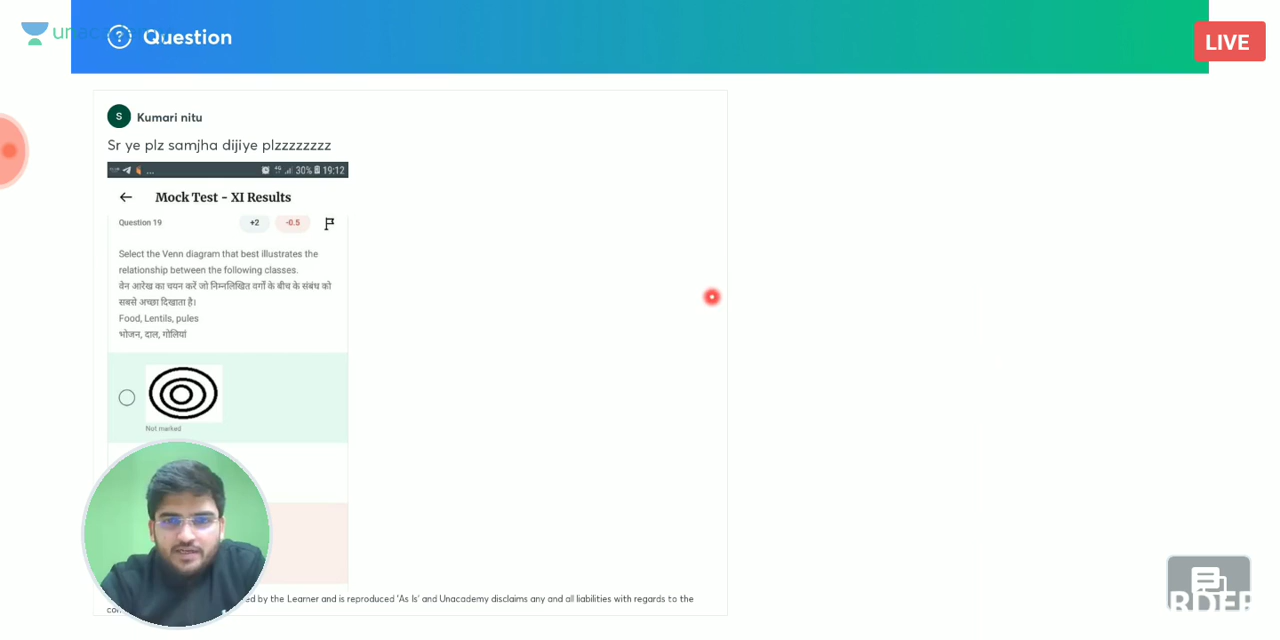 unacademy
Question
LIVE
S
Kumari nitu
Sr ye plz samjha dijiye plzzzzzzzz
... 4G 30% 19:12
Mock Test - XI Results
Question 19 +2 -0.5
Select the Venn diagram that best illustrates the
relationship between the following classes.
वेन आरेख का चयन करें जो निम्नलिखित वर्गों के बीच के संबंध को
सबसे अच्छा दिखाता है।
Food, Lentils, pules
भोजन, दाल, गोलियां
Not marked
by the Learner and is reproduced 'As Is' and Unacademy disclaims any and all liabilities with regards to the